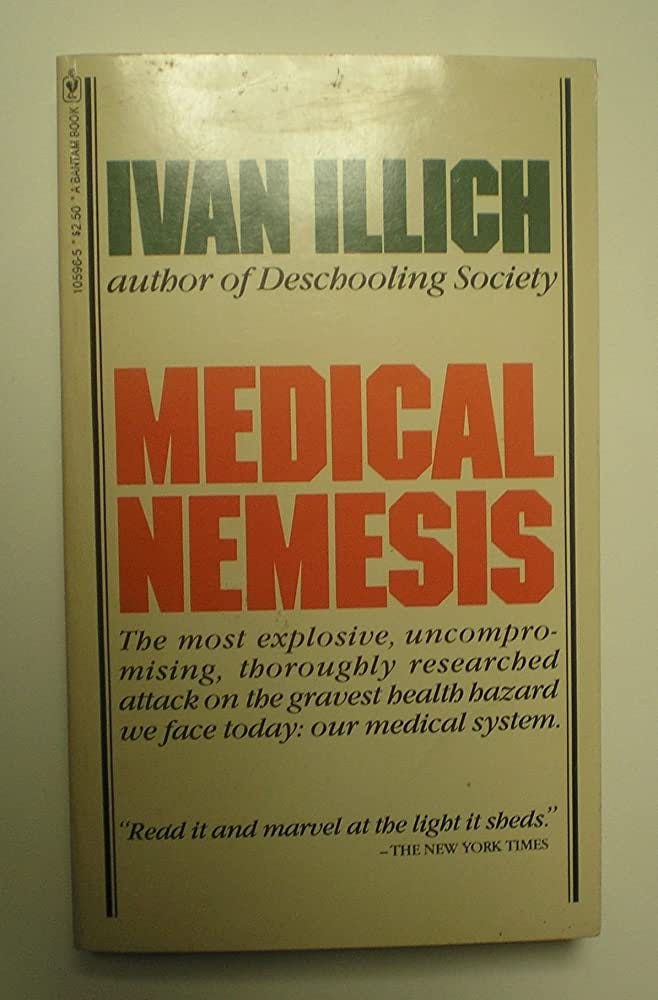 10596-5 * $2.50 * A BANTAM BOOK
IVAN ILLICH
author of Deschooling Society
MEDICAL
NEMESIS
The most explosive, uncompro-
mising, thoroughly researched
attack on the gravest health hazard
we face today: our medical system.
"Read it and marvel at the light it sheds."
–THE NEW YORK TIMES